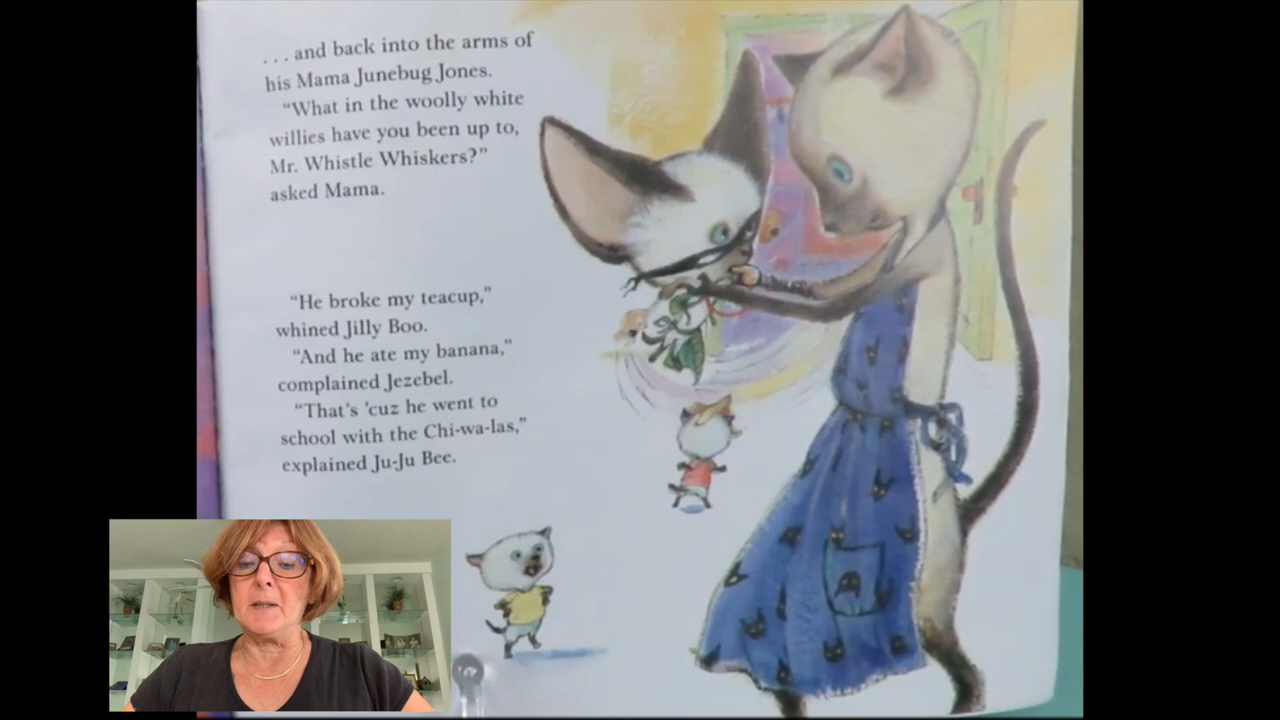 . . . and back into the arms of
his Mama Junebug Jones.
“What in the woolly white
willies have you been up to,
Mr. Whistle Whiskers?”
asked Mama.
“He broke my teacup,”
whined Jilly Boo.
“And he ate my banana,”
complained Jezebel.
“That’s ’cuz he went to
school with the Chi-wa-las,”
explained Ju-Ju Bee.